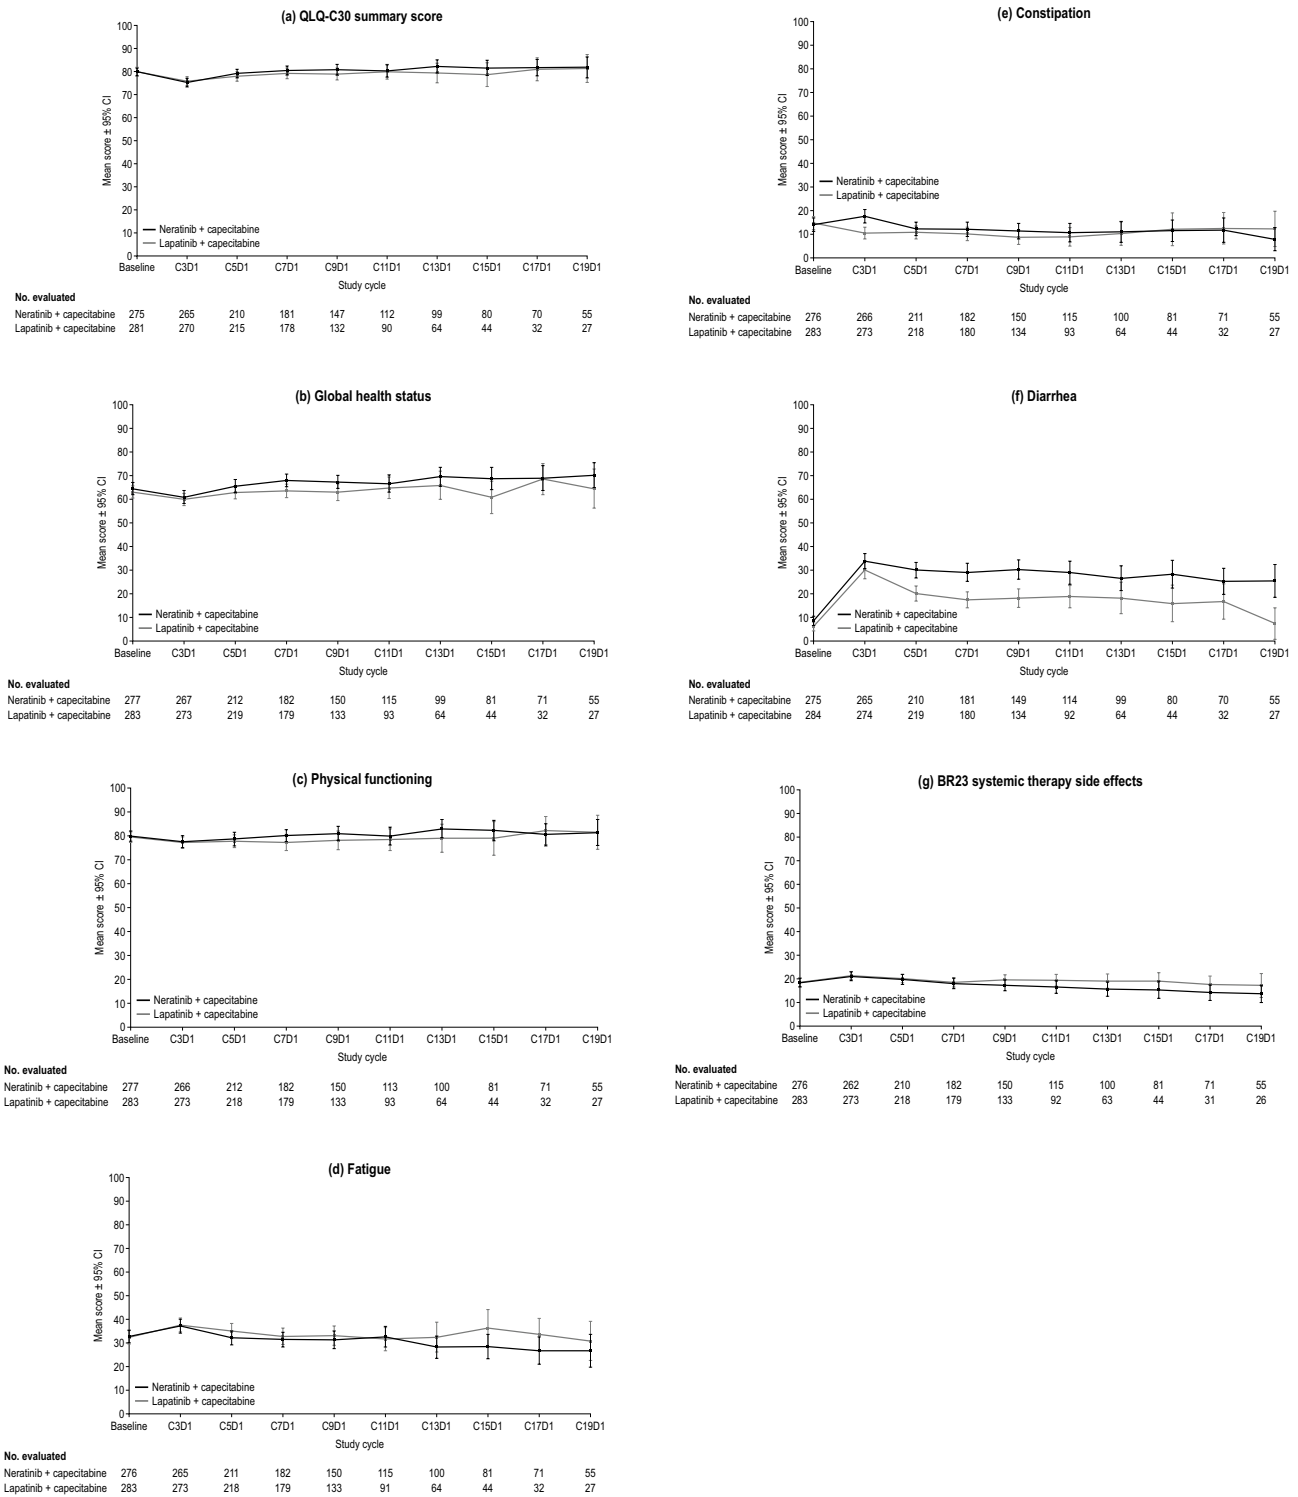 (a) QLQ-C30 summary score
100
90
80
70
60
50
40
30
20
10
0
Mean score ± 95% CI
Neratinib + capecitabine
Lapatinib + capecitabine
Baseline C3D1 C5D1 C7D1 C9D1 C11D1 C13D1 C15D1 C17D1 C19D1
Study cycle
No. evaluated
Neratinib + capecitabine 275 265 210 181 147 112 99 80 70 55
Lapatinib + capecitabine 281 270 215 178 132 90 64 44 32 27
(b) Global health status
100
90
80
70
60
50
40
30
20
10
0
Mean score ± 95% CI
Neratinib + capecitabine
Lapatinib + capecitabine
Baseline C3D1 C5D1 C7D1 C9D1 C11D1 C13D1 C15D1 C17D1 C19D1
Study cycle
No. evaluated
Neratinib + capecitabine 277 267 212 182 150 115 99 81 71 55
Lapatinib + capecitabine 283 273 219 179 133 93 64 44 32 27
(c) Physical functioning
100
90
80
70
60
50
40
30
20
10
0
Mean score ± 95% CI
Neratinib + capecitabine
Lapatinib + capecitabine
Baseline C3D1 C5D1 C7D1 C9D1 C11D1 C13D1 C15D1 C17D1 C19D1
Study cycle
No. evaluated
Neratinib + capecitabine 277 266 212 182 150 113 100 81 71 55
Lapatinib + capecitabine 283 273 218 179 133 93 64 44 32 27
(d) Fatigue
100
90
80
70
60
50
40
30
20
10
0
Mean score ± 95% CI
Neratinib + capecitabine
Lapatinib + capecitabine
Baseline C3D1 C5D1 C7D1 C9D1 C11D1 C13D1 C15D1 C17D1 C19D1
Study cycle
No. evaluated
Neratinib + capecitabine 276 265 211 182 150 115 100 81 71 55
Lapatinib + capecitabine 283 273 218 179 133 91 64 44 32 27
(e) Constipation
100
90
80
70
60
50
40
30
20
10
0
Mean score ± 95% CI
Neratinib + capecitabine
Lapatinib + capecitabine
Baseline C3D1 C5D1 C7D1 C9D1 C11D1 C13D1 C15D1 C17D1 C19D1
Study cycle
No. evaluated
Neratinib + capecitabine 276 266 211 182 150 115 100 81 71 55
Lapatinib + capecitabine 283 273 218 180 134 93 64 44 32 27
(f) Diarrhea
100
90
80
70
60
50
40
30
20
10
0
Mean score ± 95% CI
Neratinib + capecitabine
Lapatinib + capecitabine
Baseline C3D1 C5D1 C7D1 C9D1 C11D1 C13D1 C15D1 C17D1 C19D1
Study cycle
No. evaluated
Neratinib + capecitabine 275 265 210 181 149 114 99 80 70 55
Lapatinib + capecitabine 284 274 219 180 134 92 64 44 32 27
(g) BR23 systemic therapy side effects
100
90
80
70
60
50
40
30
20
10
0
Mean score ± 95% CI
Neratinib + capecitabine
Lapatinib + capecitabine
Baseline C3D1 C5D1 C7D1 C9D1 C11D1 C13D1 C15D1 C17D1 C19D1
Study cycle
No. evaluated
Neratinib + capecitabine 276 262 210 182 150 115 100 81 71 55
Lapatinib + capecitabine 283 273 218 179 133 92 63 44 31 26